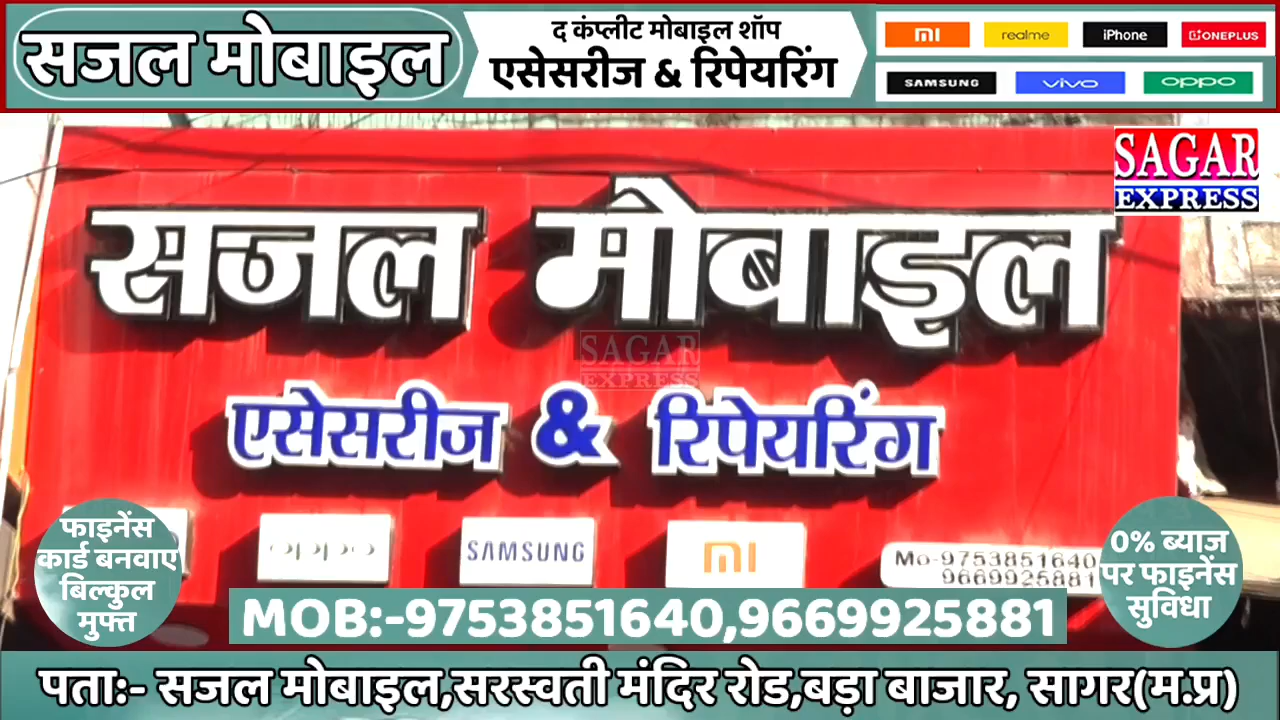 सजल मोबाइल
द कंप्लीट मोबाइल शॉप
एसेसरीज & रिपेयरिंग
mi realme iPhone ONEPLUS
SAMSUNG vivo oppo
SAGAR
EXPRESS
सजल मोबाइल
SAGAR
EXPRESS
एसेसरीज & रिपेयरिंग
oppo SAMSUNG mi
Mo-9753851640
9669925881
फाइनेंस
कार्ड बनवाएं
बिल्कुल
मुफ्त
0% ब्याज
पर फाइनेंस
सुविधा
MOB:-9753851640,9669925881
पताः- सजल मोबाइल,सरस्वती मंदिर रोड,बड़ा बाजार, सागर(म.प्र)